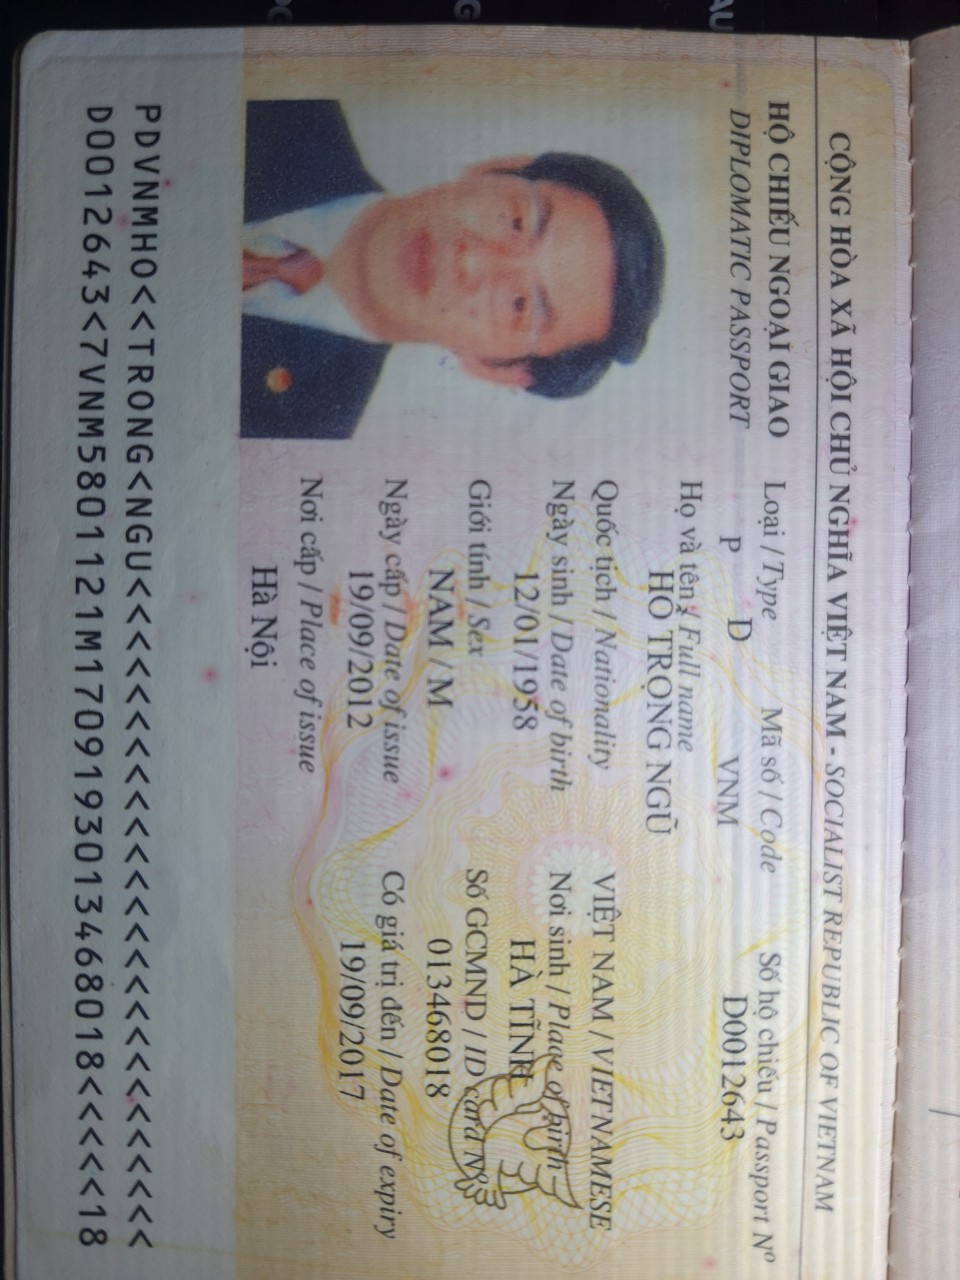 CỘNG HÒA XÃ HỘI CHỦ NGHĨA VIỆT NAM - SOCIALIST REPUBLIC OF VIETNAM
HỘ CHIẾU NGOẠI GIAO
DIPLOMATIC PASSPORT
Loại / Type Mã số / Code Số hộ chiếu / Passport Nº
P D VNM D0012643
Họ và tên / Full name
HỒ TRỌNG NGŨ
Quốc tịch / Nationality VIỆT NAM / VIETNAMESE
Ngày sinh / Date of birth Nơi sinh / Place of birth
12/01/1958 HÀ TĨNH
Giới tính / Sex Số GCMND / ID card Nº
NAM / M 013468018
Ngày cấp / Date of issue Có giá trị đến / Date of expiry
19/09/2012 19/09/2017
Nơi cấp / Place of issue
Hà Nội
PDVNMHO<<TRONG<NGU<<<<<<<<<<<<<<<<<<<<<<<<<<
D0012643<7VNM5801121M1709193013468018<<<<<18